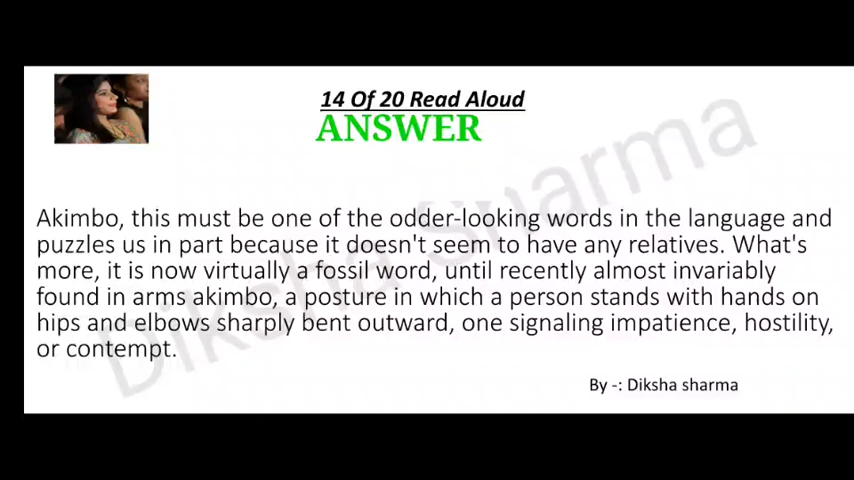 14 Of 20 Read Aloud
ANSWER
Akimbo, this must be one of the odder-looking words in the language and
puzzles us in part because it doesn't seem to have any relatives. What's
more, it is now virtually a fossil word, until recently almost invariably
found in arms akimbo, a posture in which a person stands with hands on
hips and elbows sharply bent outward, one signaling impatience, hostility,
or contempt.
By -: Diksha sharma
Diksha sharma